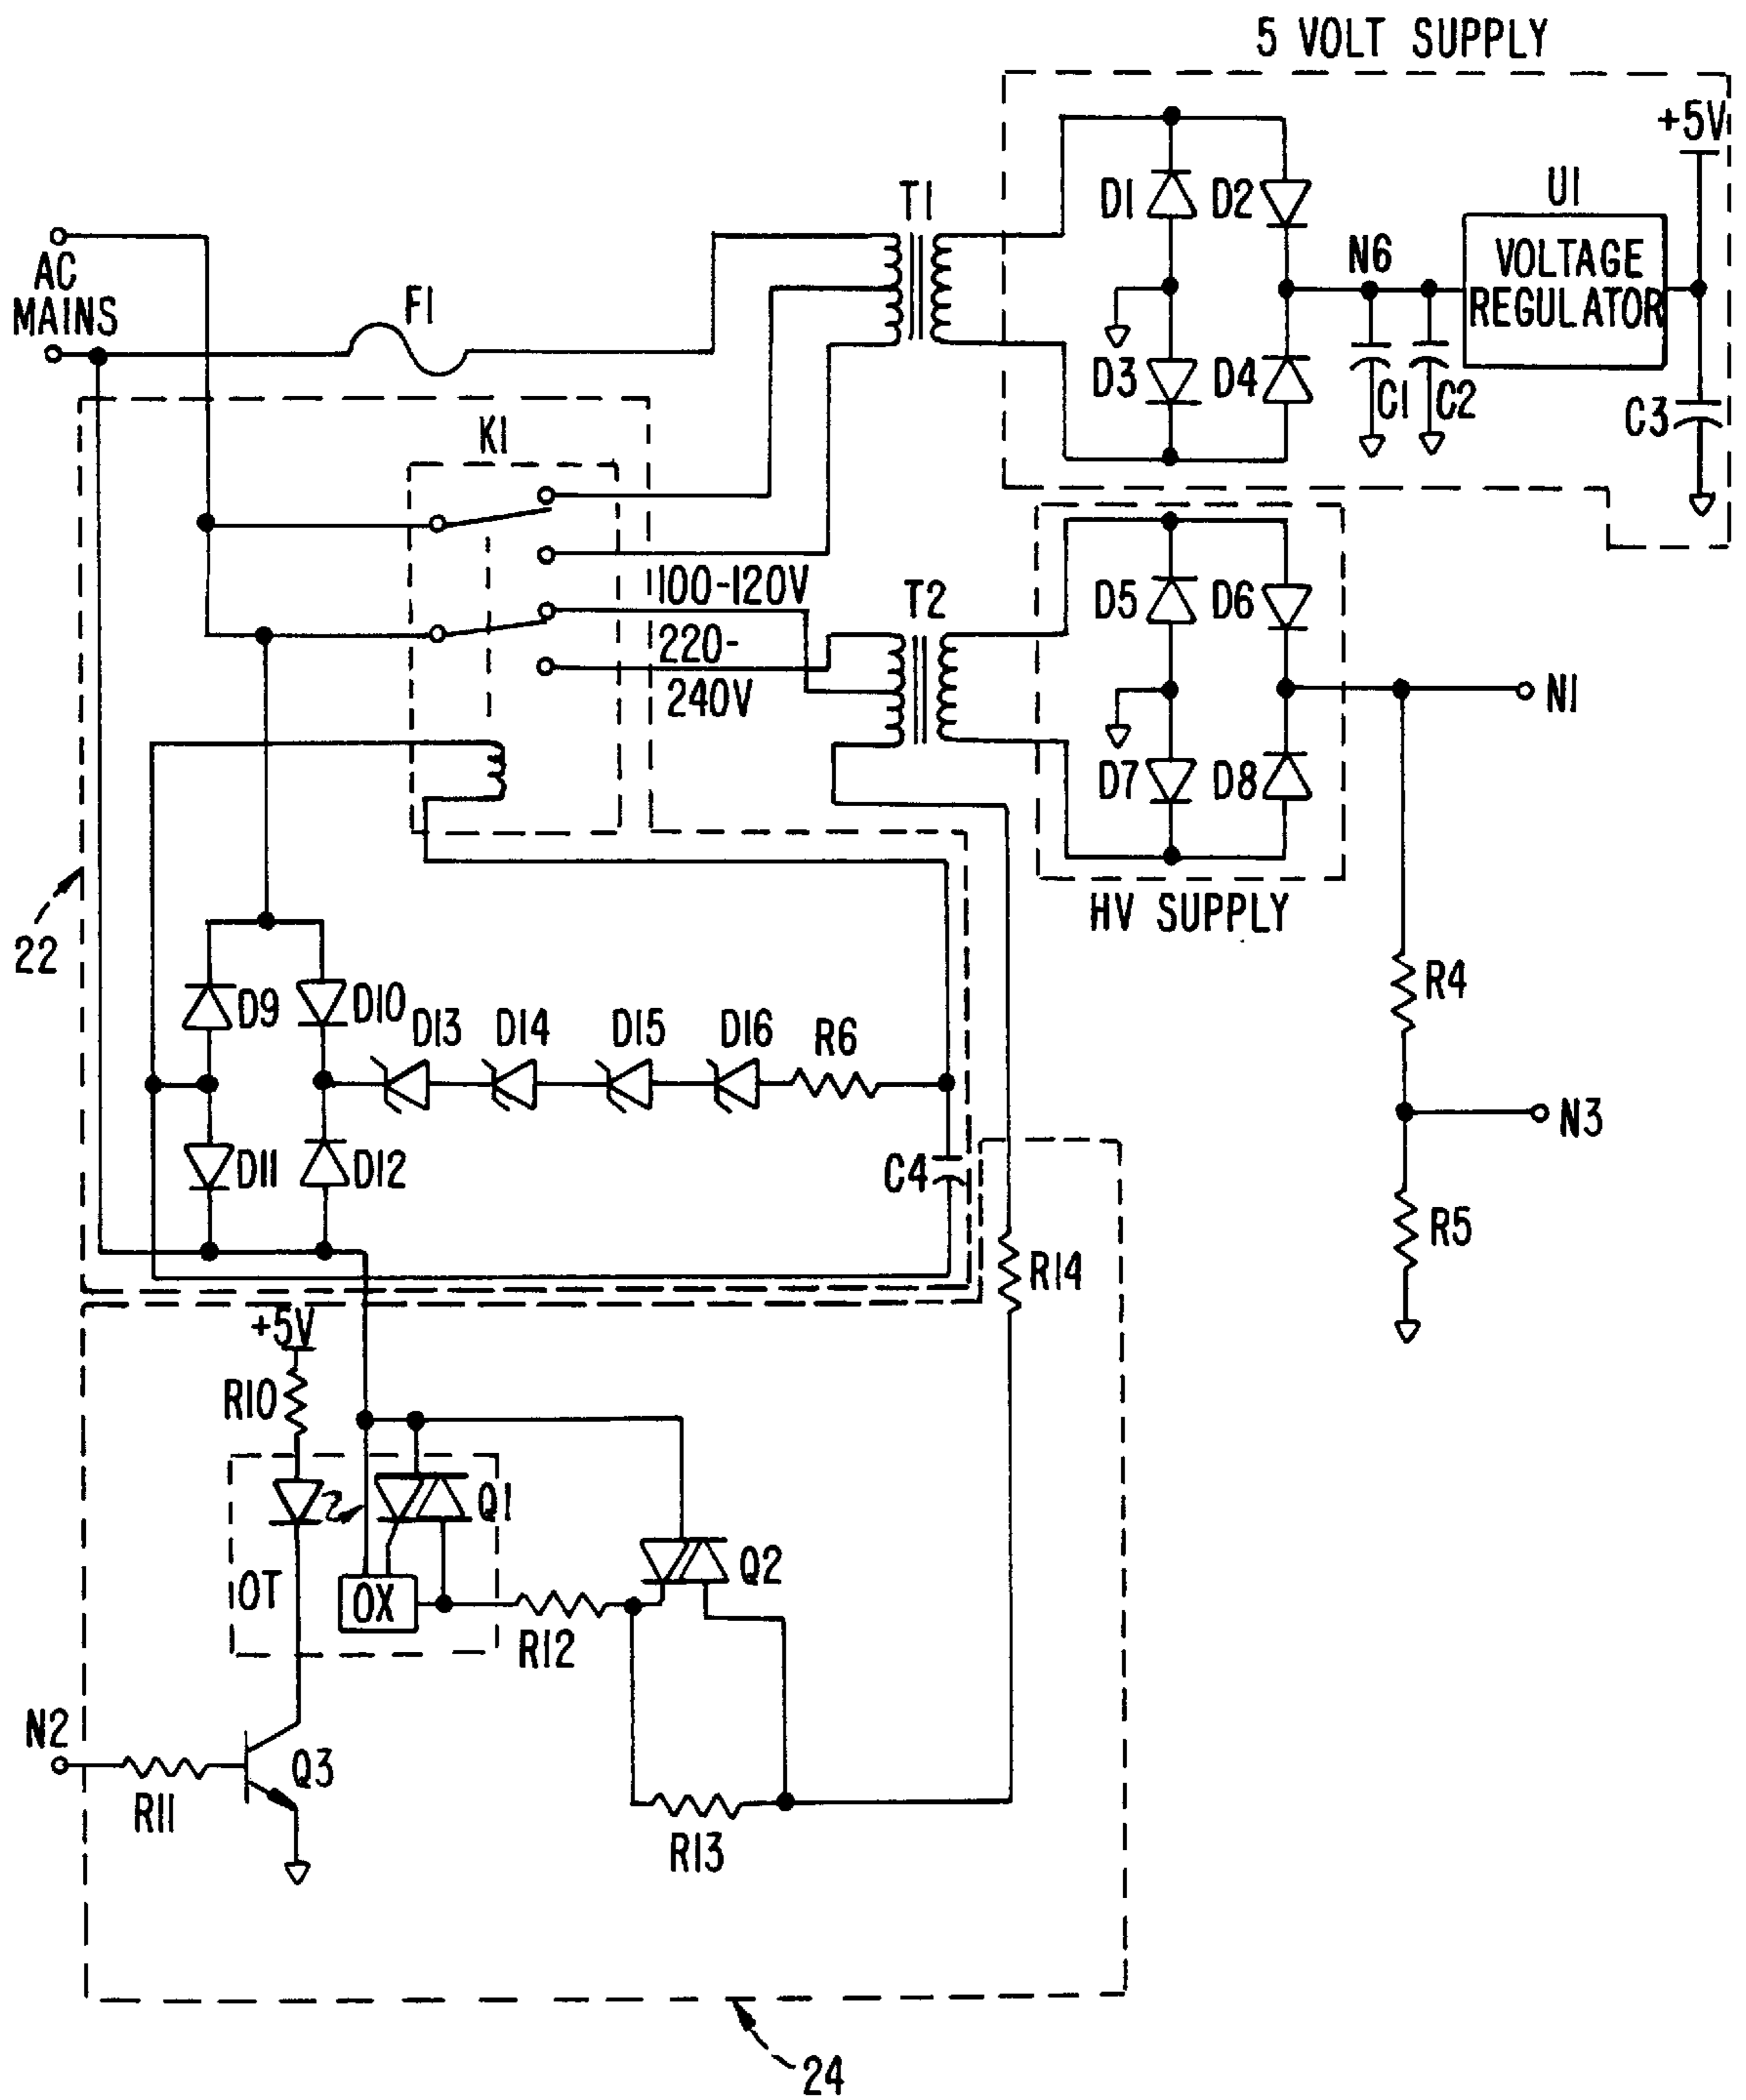 5 VOLT SUPPLY
+5V
U1
T1
D1
D2
AC
MAINS
F1
N6
VOLTAGE
REGULATOR
D3
D4
C1
C2
C3
K1
100-120V
T2
D5
D6
220-
240V
N1
D7
D8
HV SUPPLY
22
R4
D9
D10
D13
D14
D15
D16
R6
N3
D11
D12
C4
R5
R14
+5V
R10
Q1
Q2
OT
OX
R12
N2
Q3
R11
R13
24